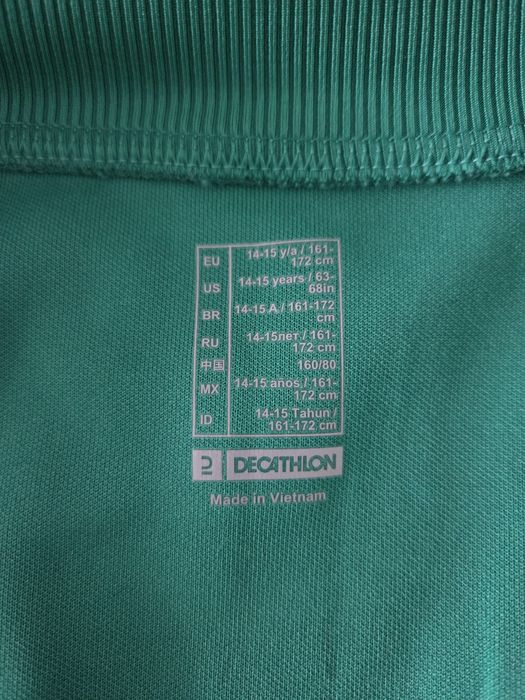 EU 14-15 y/a / 161-
172 cm
US 14-15 years / 63-
68in
BR 14-15 A / 161-172
cm
RU 14-15лет / 161-
172 cm
中国 160/80
MX 14-15 años / 161-
172 cm
ID 14-15 Tahun /
161-172 cm
DECATHLON
Made in Vietnam